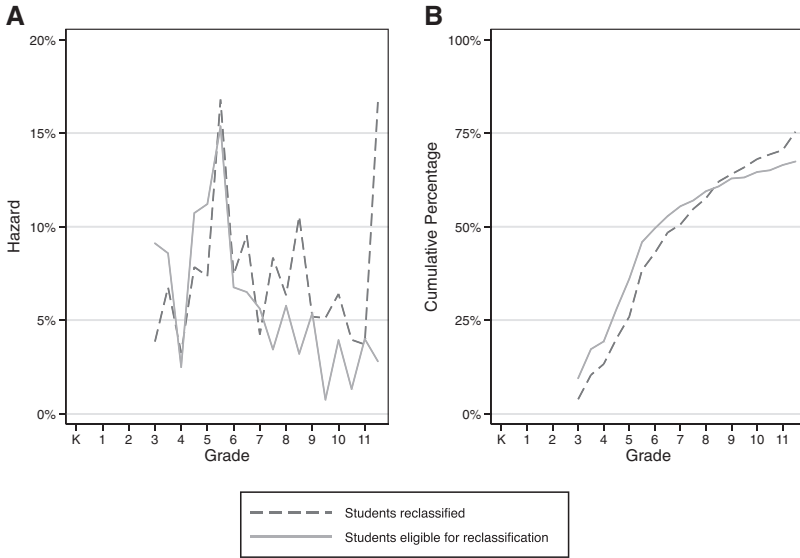 A
B
20%
15%
10%
5%
0%
Hazard
K 1 2 3 4 5 6 7 8 9 10 11
Grade
100%
75%
50%
25%
0%
Cumulative Percentage
K 1 2 3 4 5 6 7 8 9 10 11
Grade
Students reclassified
Students eligible for reclassification